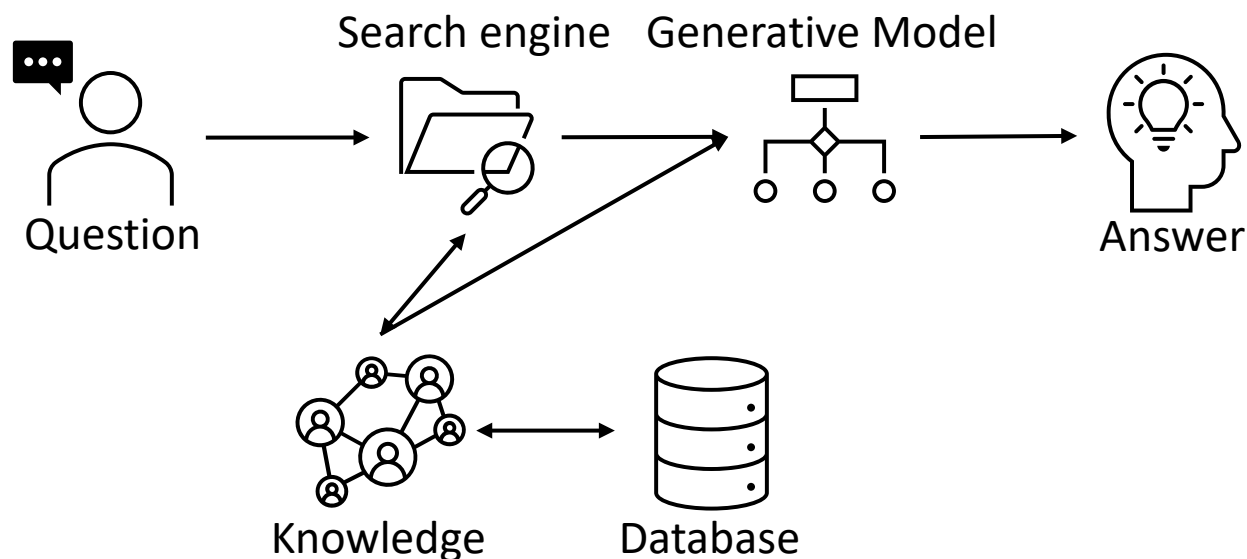 Search engine
Generative Model
Question
Answer
Knowledge
Database